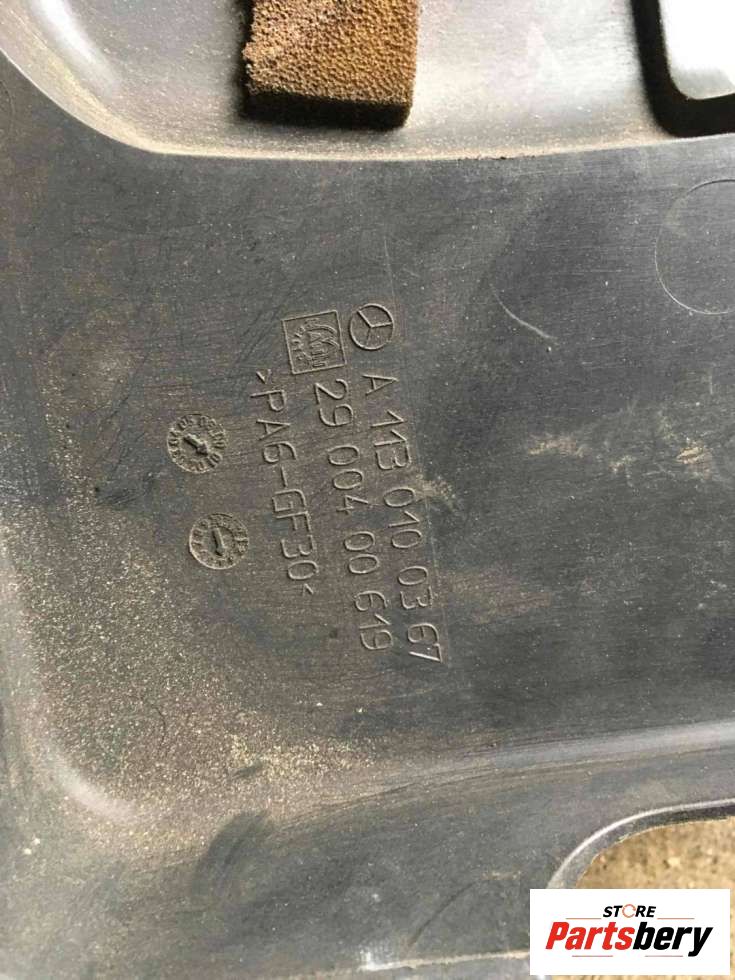 A 113 010 03 67
29 004 00 619
>PA6-GF30<
STORE
Partsbery